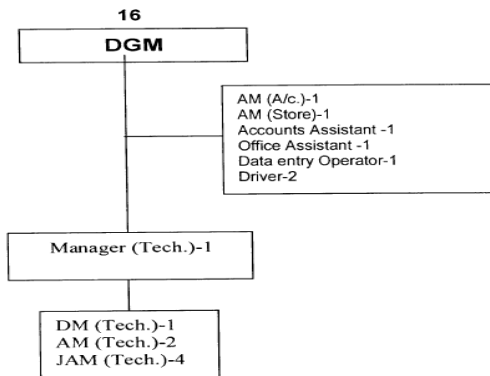 16
DGM
AM (A/c.)-1
AM (Store)-1
Accounts Assistant -1
Office Assistant -1
Data entry Operator-1
Driver-2
Manager (Tech.)-1
DM (Tech.)-1
AM (Tech.)-2
JAM (Tech.)-4